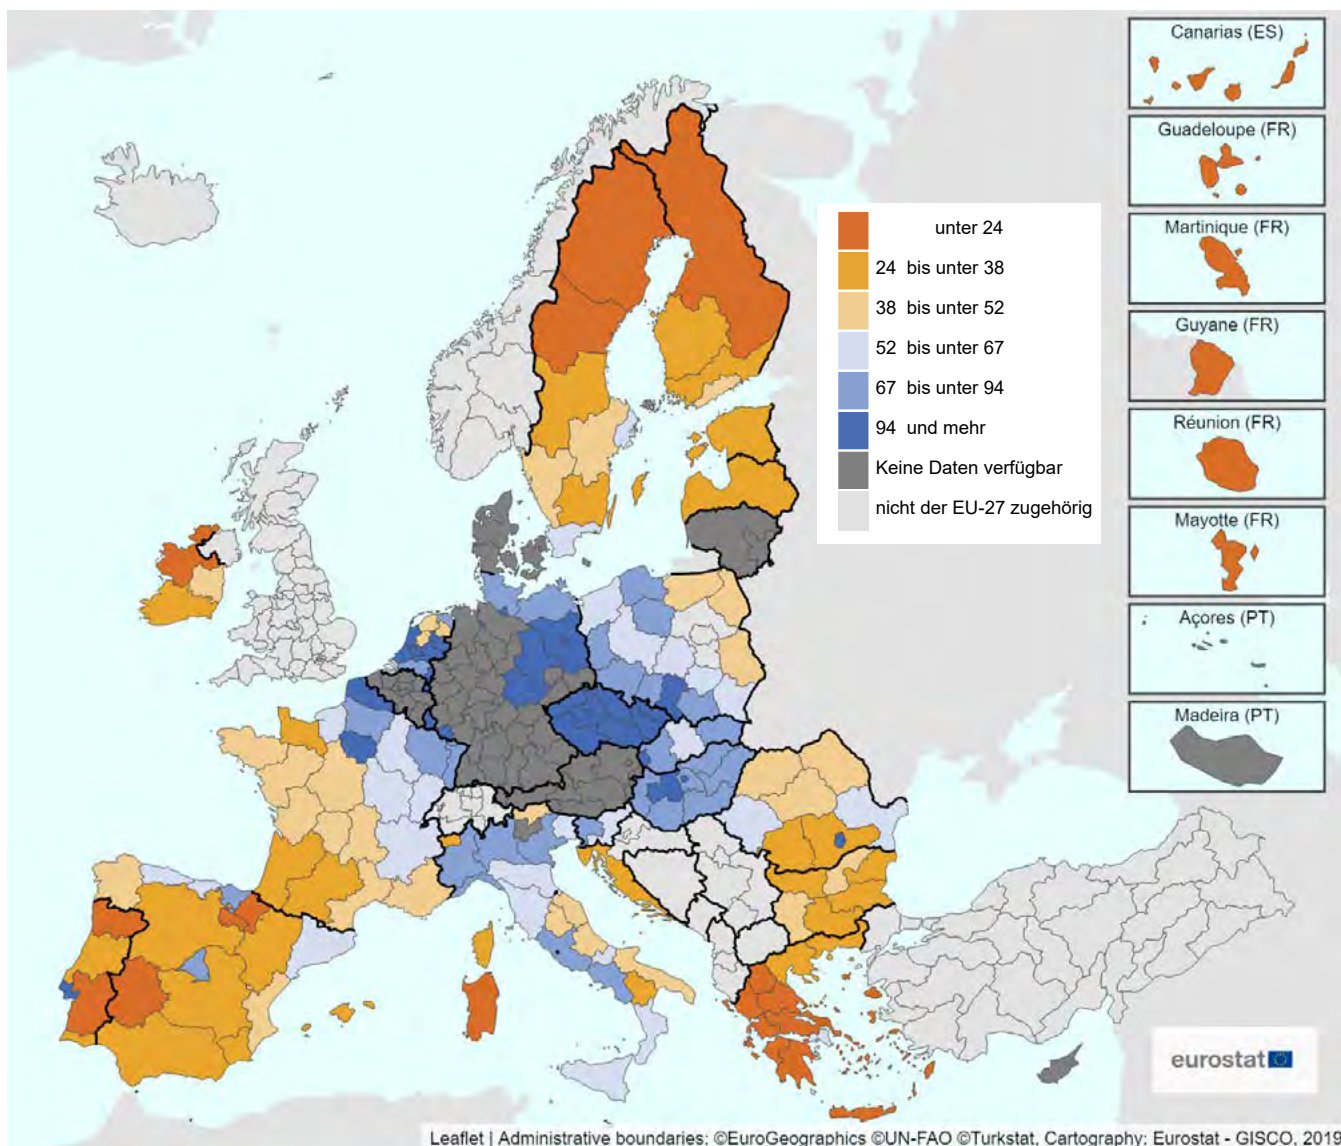 Canarias (ES)
Guadeloupe (FR)
Martinique (FR)
Guyane (FR)
Réunion (FR)
Mayotte (FR)
Açores (PT)
Madeira (PT)
unter 24
24 bis unter 38
38 bis unter 52
52 bis unter 67
67 bis unter 94
94 und mehr
Keine Daten verfügbar
nicht der EU-27 zugehörig
eurostat
Leaflet | Administrative boundaries: ©EuroGeographics ©UN-FAO ©Turkstat, Cartography: Eurostat - GISCO, 2019